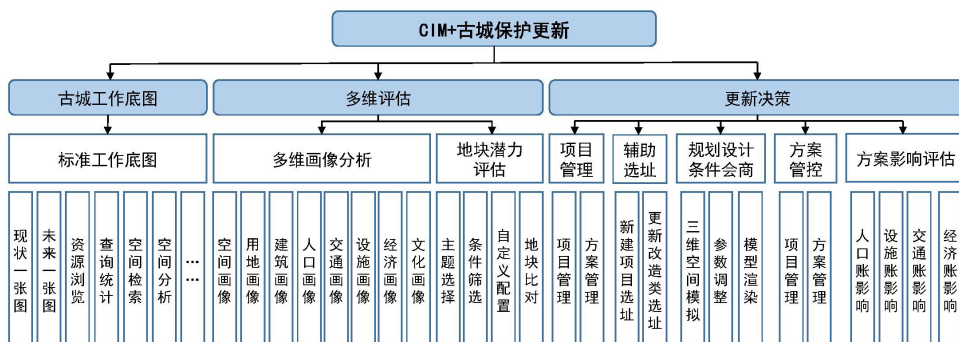 CIM+古城保护更新
古城工作底图
多维评估
更新决策
标准工作底图
多维画像分析
地块潜力
评估
项目
管理
辅助
选址
规划设计
条件会商
方案
管控
方案影响评估
现状一张图
未来一张图
资源浏览
查询统计
空间检索
空间分析
……
空间画像
用地画像
建筑画像
人口画像
交通画像
设施画像
经济画像
文化画像
主题选择
条件筛选
自定义配置
地块比对
项目管理
方案管理
新建项目选址
更新改造类选址
三维空间模拟
参数调整
模型渲染
项目管理
方案管理
人口账影响
设施账影响
交通账影响
经济账影响